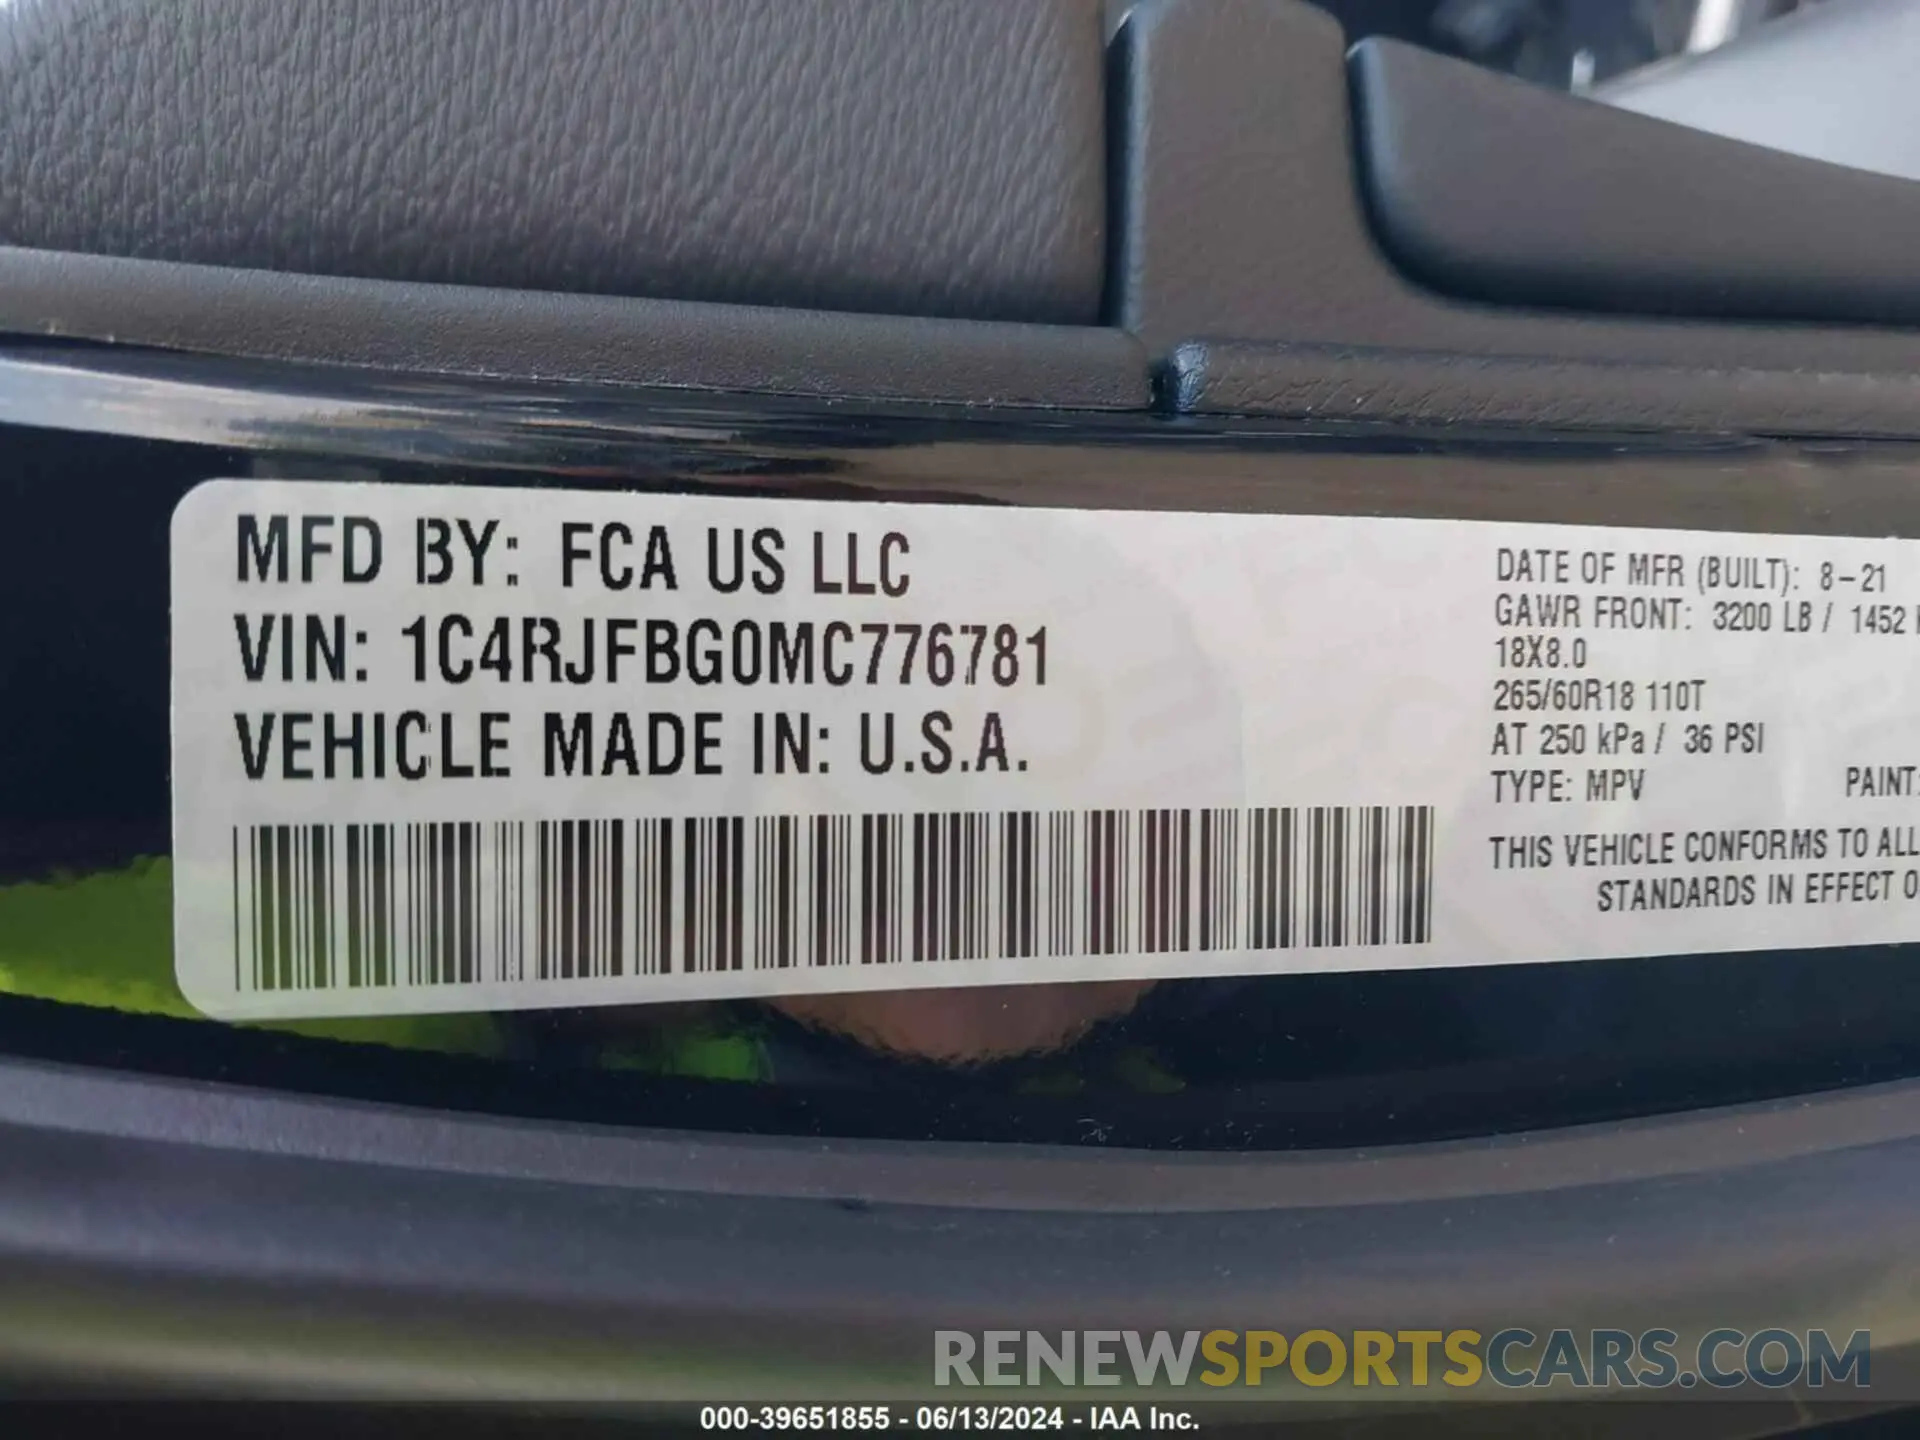 MFD BY: FCA US LLC
VIN: 1C4RJFBG0MC776781
VEHICLE MADE IN: U.S.A.
DATE OF MFR (BUILT): 8-21
GAWR FRONT: 3200 LB / 1452
18X8.0
265/60R18 110T
AT 250 kPa / 36 PSI
TYPE: MPV PAINT:
THIS VEHICLE CONFORMS TO ALL
STANDARDS IN EFFECT
RENEWSPORTSCARS.COM
000-39651855 - 06/13/2024 - IAA Inc.